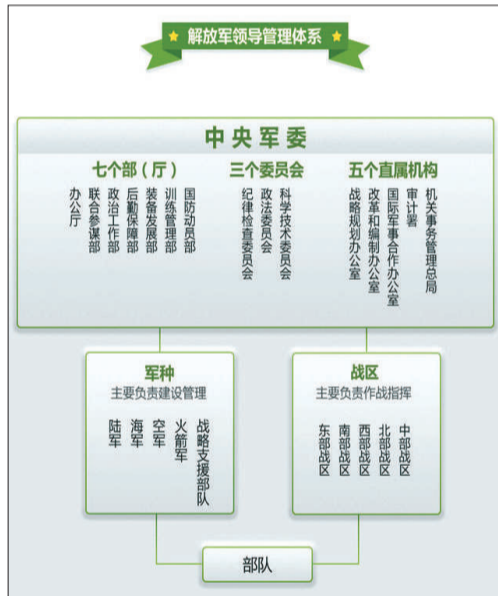 解放军领导管理体系
中央军委
七个部（厅）
办公厅
联合参谋部
政治工作部
后勤保障部
装备发展部
训练管理部
国防动员部
三个委员会
纪律检查委员会
政法委员会
科学技术委员会
五个直属机构
战略规划办公室
改革和编制办公室
国际军事合作办公室
审计署
机关事务管理总局
军种
主要负责建设管理
陆军
海军
空军
火箭军
战略支援部队
战区
主要负责作战指挥
东部战区
南部战区
西部战区
北部战区
中部战区
部队